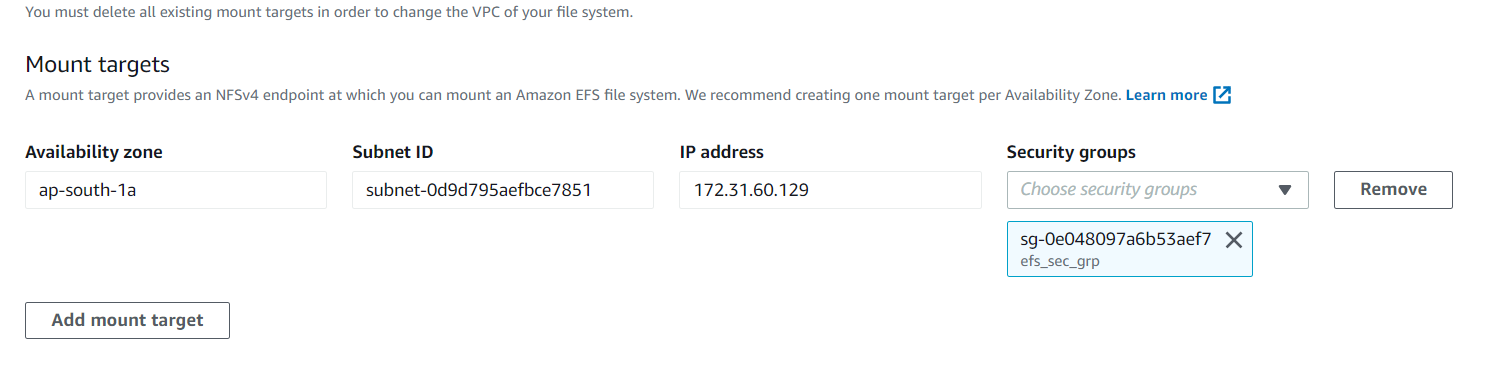 You must delete all existing mount targets in order to change the VPC of your file system.
Mount targets
A mount target provides an NFSv4 endpoint at which you can mount an Amazon EFS file system. We recommend creating one mount target per Availability Zone. Learn more
Availability zone Subnet ID IP address Security groups
ap-south-1a subnet-0d9d795aefbce7851 172.31.60.129 Choose security groups Remove
sg-0e048097a6b53aef7
efs_sec_grp
Add mount target